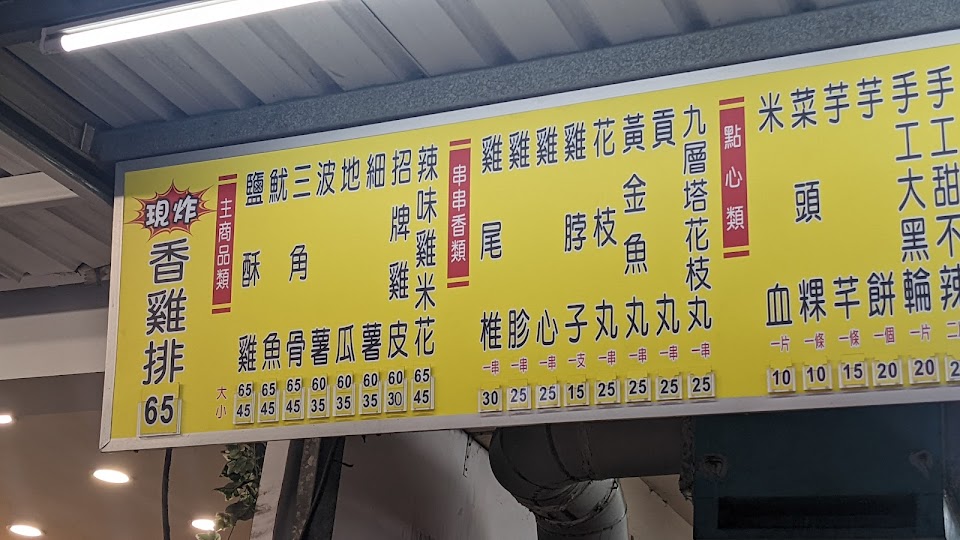 現炸
香雞排
65
主商品類
大
小
鹽酥雞
65
45
魷魚
65
45
三角骨
65
45
波薯
60
35
地瓜
60
45
細薯
60
35
招牌雞皮
60
30
辣味雞米花
65
45
串串香類
雞尾椎
一串
30
雞胗
一串
25
雞心
一串
25
雞脖子
一支
15
花枝丸
一串
25
黃金魚丸
一串
25
貢丸
一串
25
九層塔花枝丸
一串
25
點心類
米血
一片
10
菜頭粿
一條
10
芋芊
一條
15
芋餅
一個
20
手工大黑輪
一片
20
手工甜不辣